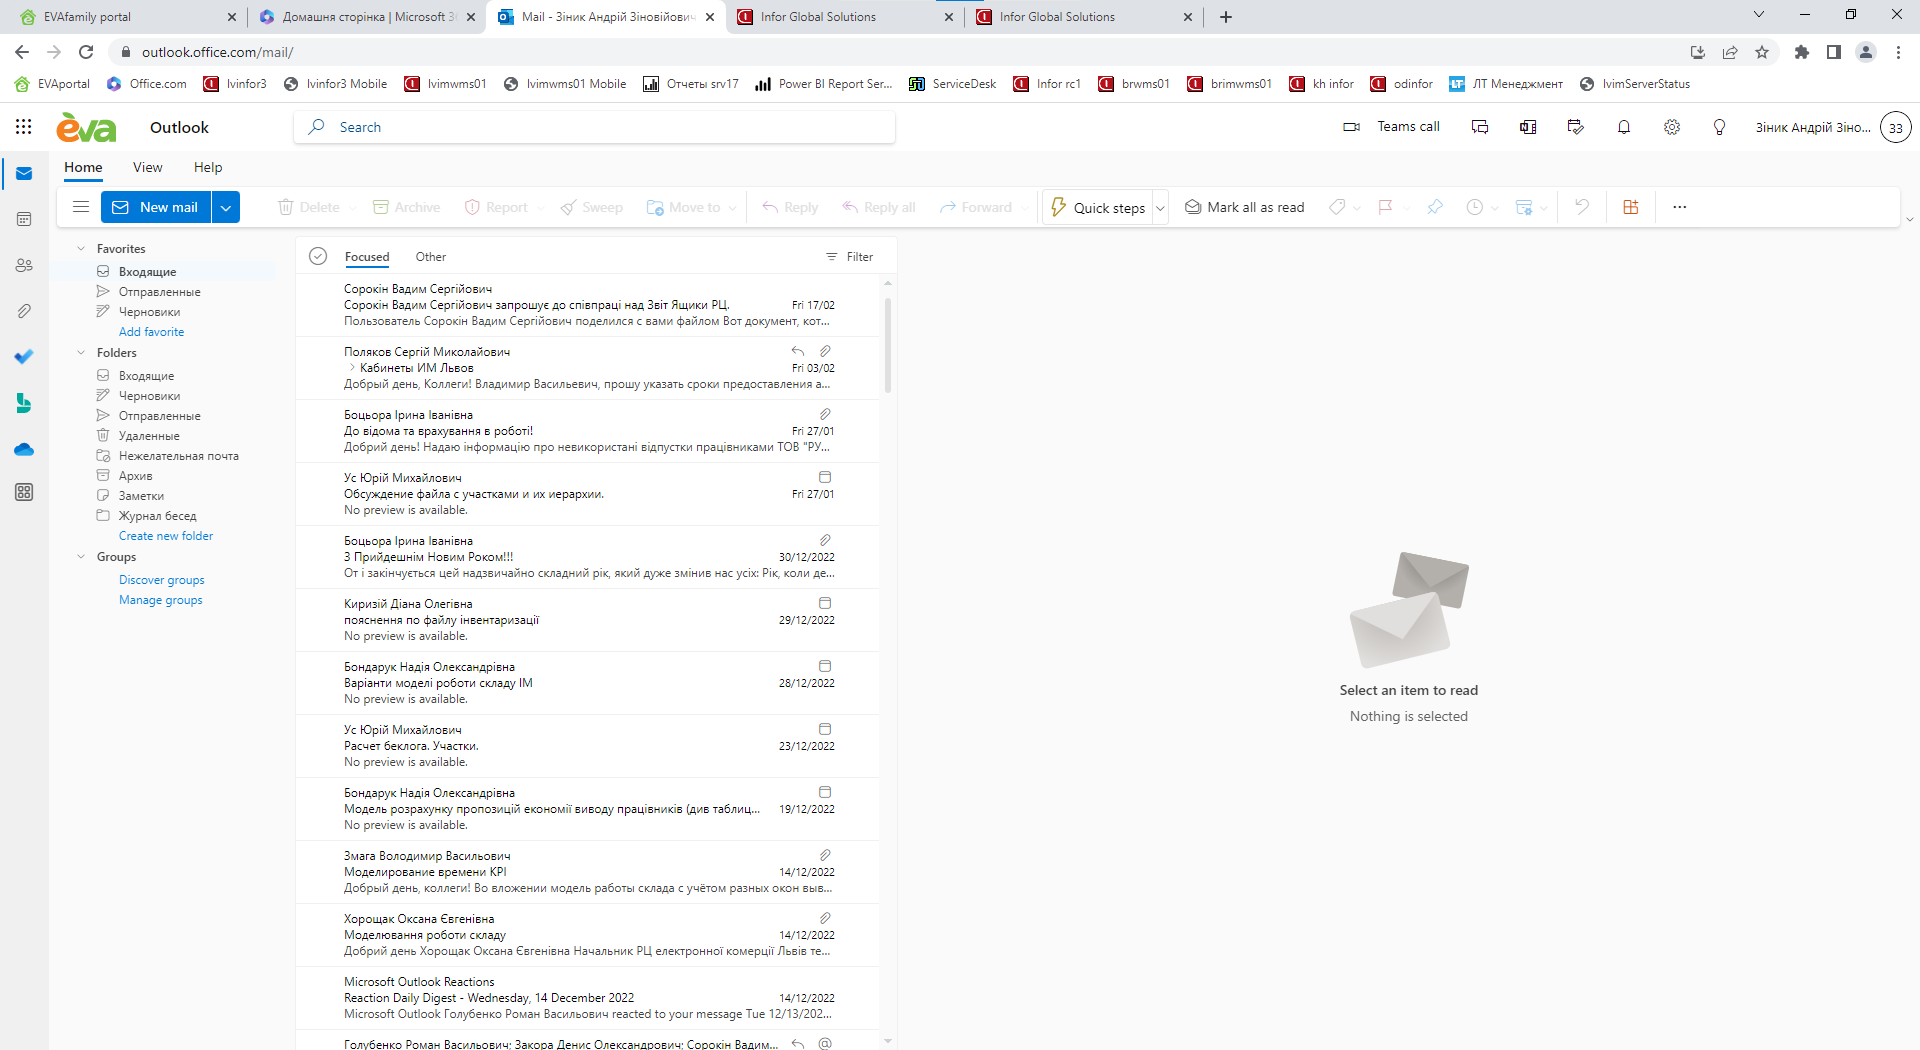 EVAfamily portal
Домашня сторінка | Microsoft 36
Mail - Зіник Андрій Зіновійович
Infor Global Solutions
Infor Global Solutions
outlook.office.com/mail/
EVAportal
Office.com
lvinfor3
lvinfor3 Mobile
lvimwms01
lvimwms01 Mobile
Отчеты srv17
Power BI Report Ser...
ServiceDesk
Infor rc1
brwms01
brimwms01
kh infor
odinfor
ЛТ Менеджмент
lvimServerStatus
èva
Outlook
Search
Teams call
Зіник Андрій Зіно...
ЗЗ
Home
View
Help
New mail
Delete
Archive
Report
Sweep
Move to
Reply
Reply all
Forward
Quick steps
Mark all as read
Favorites
Входящие
Отправленные
Черновики
Add favorite
Folders
Входящие
Черновики
Отправленные
Удаленные
Нежелательная почта
Архив
Заметки
Журнал бесед
Create new folder
Groups
Discover groups
Manage groups
Focused
Other
Filter
Сорокін Вадим Сергійович
Сорокін Вадим Сергійович запрошує до співпраці над Звіт Ящики РЦ.
Fri 17/02
Пользователь Сорокін Вадим Сергійович поделился с вами файлом Вот документ, кот...
Поляков Сергій Миколайович
Кабинеты ИМ Львов
Fri 03/02
Добрый день, Коллеги! Владимир Васильевич, прошу указать сроки предоставления а...
Боцьора Ірина Іванівна
До відома та врахування в роботі!
Fri 27/01
Добрий день! Надаю інформацію про невикористані відпустки працівниками ТОВ "РУ...
Ус Юрій Михайлович
Обсуждение файла с участками и их иерархии.
Fri 27/01
No preview is available.
Боцьора Ірина Іванівна
З Прийдешнім Новим Роком!!!
30/12/2022
От і закінчується цей надзвичайно складний рік, який дуже змінив нас усіх: Рік, коли де...
Киризій Діана Олегівна
пояснення по файлу інвентаризації
29/12/2022
No preview is available.
Бондарук Надія Олександрівна
Варіанти моделі роботи складу ІМ
28/12/2022
No preview is available.
Ус Юрій Михайлович
Расчет беклога. Участки.
23/12/2022
No preview is available.
Бондарук Надія Олександрівна
Модель розрахунку пропозицій економії виводу працівників (див таблиц...
19/12/2022
No preview is available.
Змага Володимир Васильович
Моделирование времени KPI
14/12/2022
Добрый день, коллеги! Во вложении модель работы склада с учётом разных окон выв...
Хорощак Оксана Євгенівна
Моделювання роботи складу
14/12/2022
Добрий день Хорощак Оксана Євгенівна Начальник РЦ електронної комерції Львів те...
Microsoft Outlook Reactions
Reaction Daily Digest - Wednesday, 14 December 2022
14/12/2022
Microsoft Outlook Голубенко Роман Васильович reacted to your message Tue 12/13/202...
Голубенко Роман Васильович; Закора Денис Олександрович; Сорокін Вадим...
Select an item to read
Nothing is selected